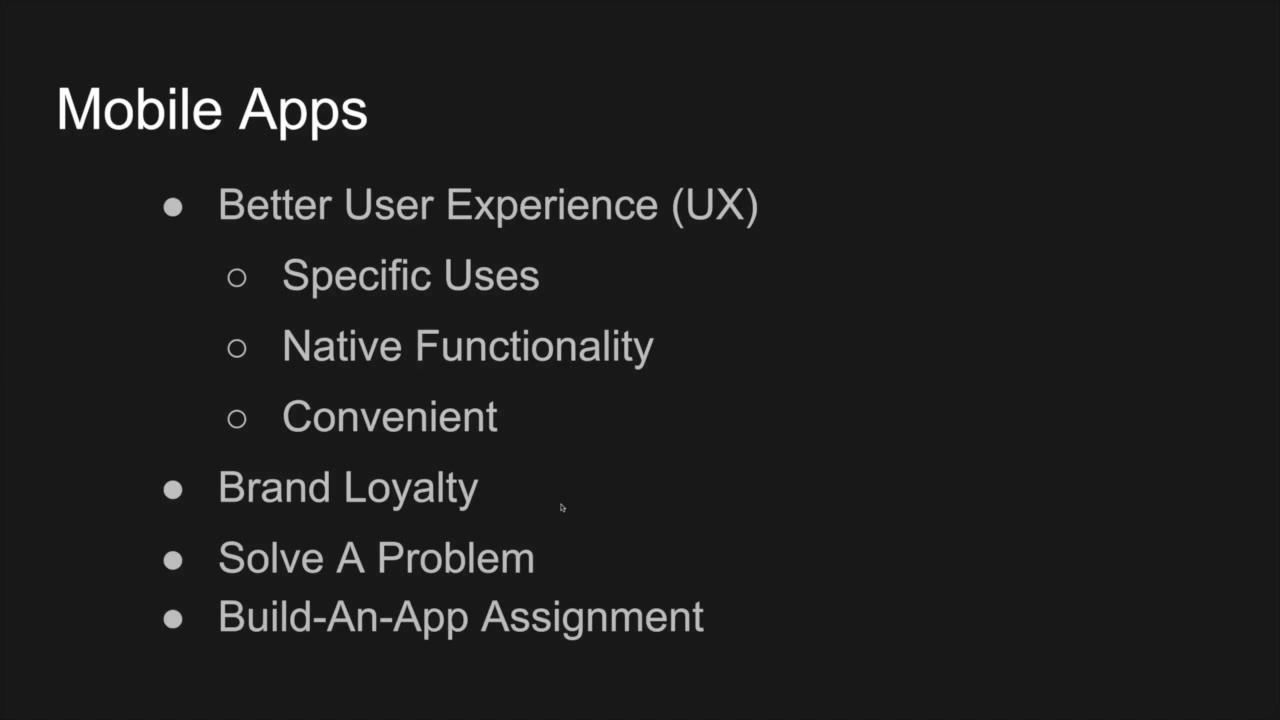 Mobile Apps
● Better User Experience (UX)
○ Specific Uses
○ Native Functionality
○ Convenient
● Brand Loyalty
● Solve A Problem
● Build-An-App Assignment